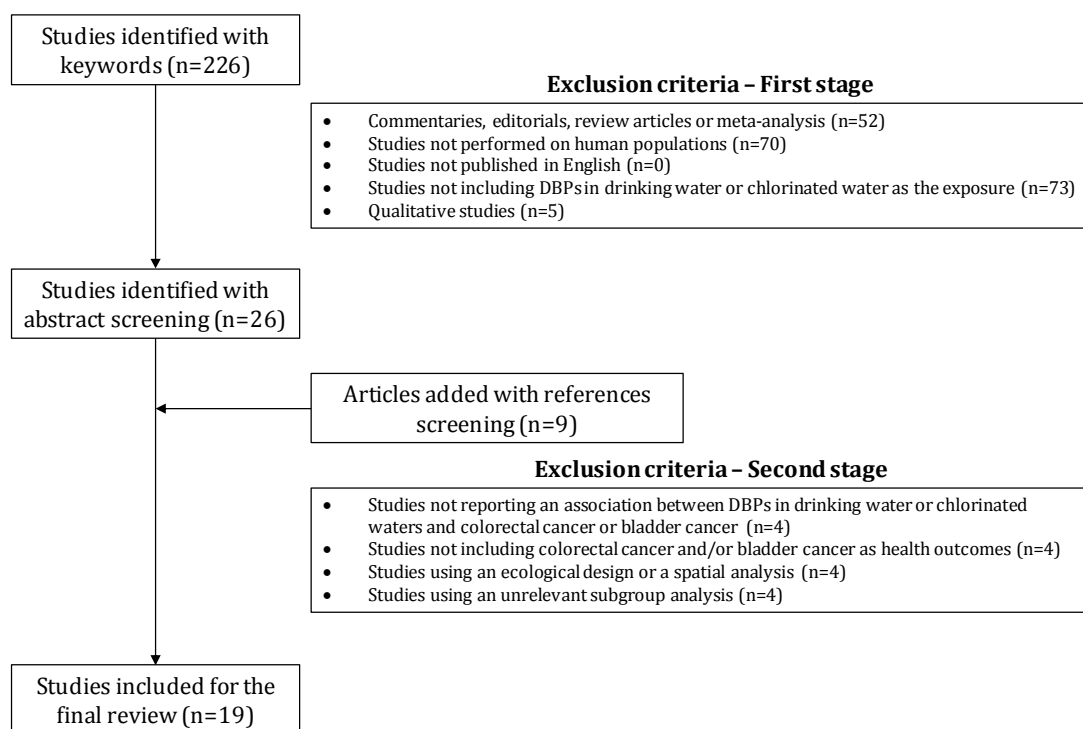 Studies identified with
keywords (n=226)
Exclusion criteria – First stage
• Commentaries, editorials, review articles or meta-analysis (n=52)
• Studies not performed on human populations (n=70)
• Studies not published in English (n=0)
• Studies not including DBPs in drinking water or chlorinated water as the exposure (n=73)
• Qualitative studies (n=5)
Studies identified with
abstract screening (n=26)
Articles added with references
screening (n=9)
Exclusion criteria – Second stage
• Studies not reporting an association between DBPs in drinking water or chlorinated
waters and colorectal cancer or bladder cancer (n=4)
• Studies not including colorectal cancer and/or bladder cancer as health outcomes (n=4)
• Studies using an ecological design or a spatial analysis (n=4)
• Studies using an unrelevant subgroup analysis (n=4)
Studies included for the
final review (n=19)